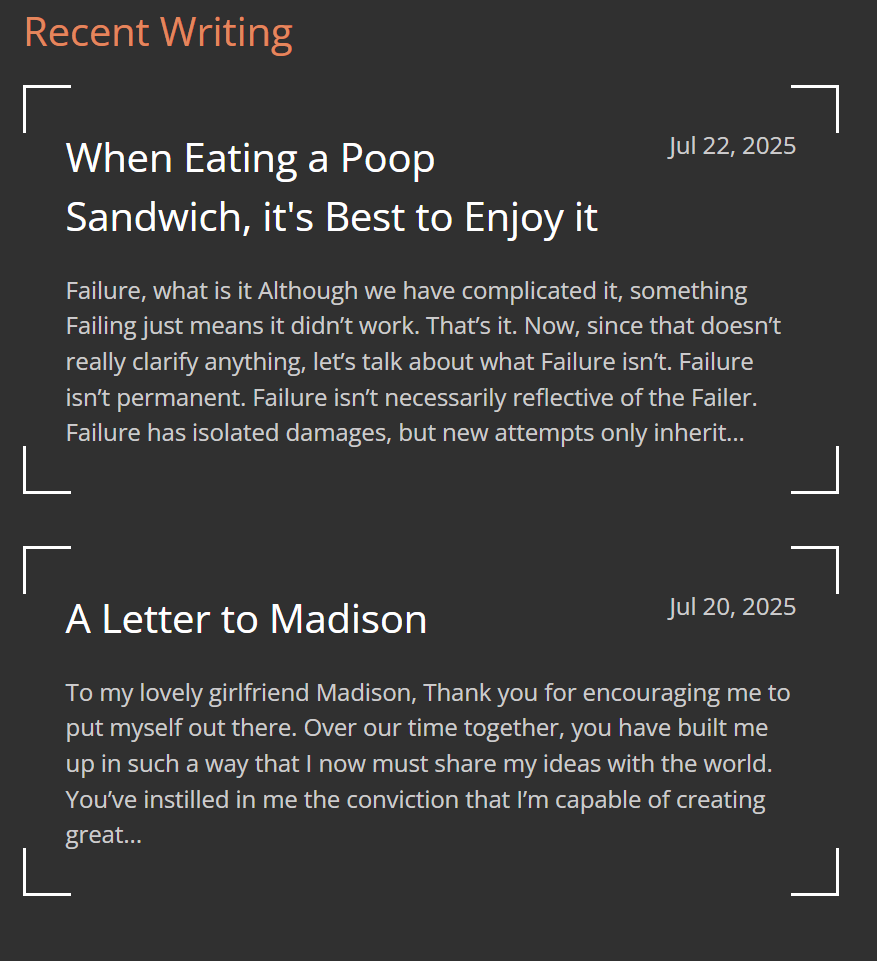 Recent Writing
When Eating a Poop
Sandwich, it's Best to Enjoy it
Jul 22, 2025
Failure, what is it Although we have complicated it, something
Failing just means it didn’t work. That’s it. Now, since that doesn’t
really clarify anything, let’s talk about what Failure isn’t. Failure
isn’t permanent. Failure isn’t necessarily reflective of the Failer.
Failure has isolated damages, but new attempts only inherit...
A Letter to Madison
Jul 20, 2025
To my lovely girlfriend Madison, Thank you for encouraging me to
put myself out there. Over our time together, you have built me
up in such a way that I now must share my ideas with the world.
You’ve instilled in me the conviction that I’m capable of creating
great...